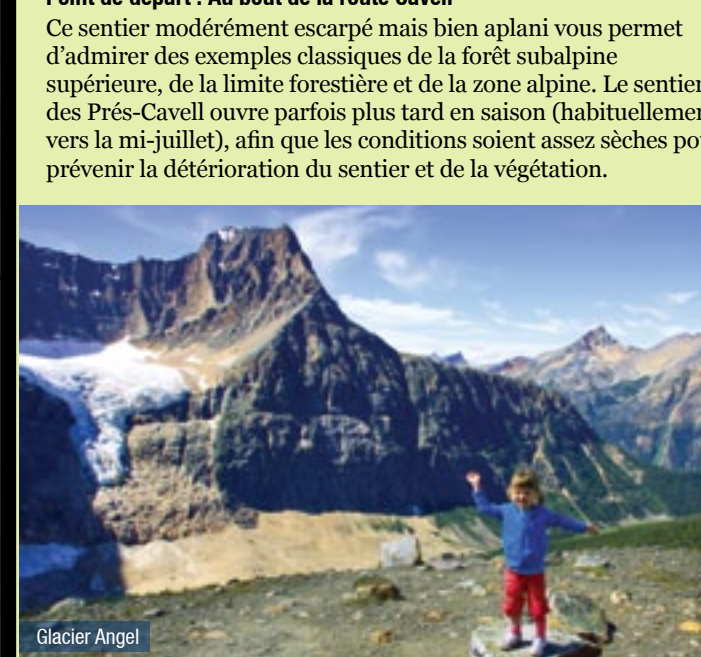 Point de départ : Au bout de la route Cavell
Ce sentier modérément escarpé mais bien aplani vous permet
d’admirer des exemples classiques de la forêt subalpine
supérieure, de la limite forestière et de la zone alpine. Le sentier
des Prés-Cavell ouvre parfois plus tard en saison (habituellemen
vers la mi-juillet), afin que les conditions soient assez sèches po
prévenir la détérioration du sentier et de la végétation.
Glacier Angel